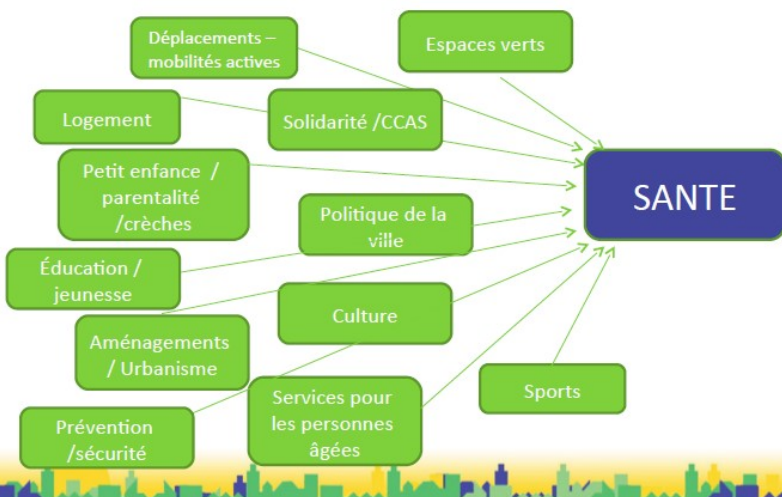 Déplacements –
mobilités actives
Espaces verts
Logement
Solidarité /CCAS
Petit enfance /
parentalité
/crèches
SANTE
Politique de la
ville
Éducation /
jeunesse
Culture
Aménagements
/ Urbanisme
Services pour
les personnes
âgées
Sports
Prévention
/sécurité